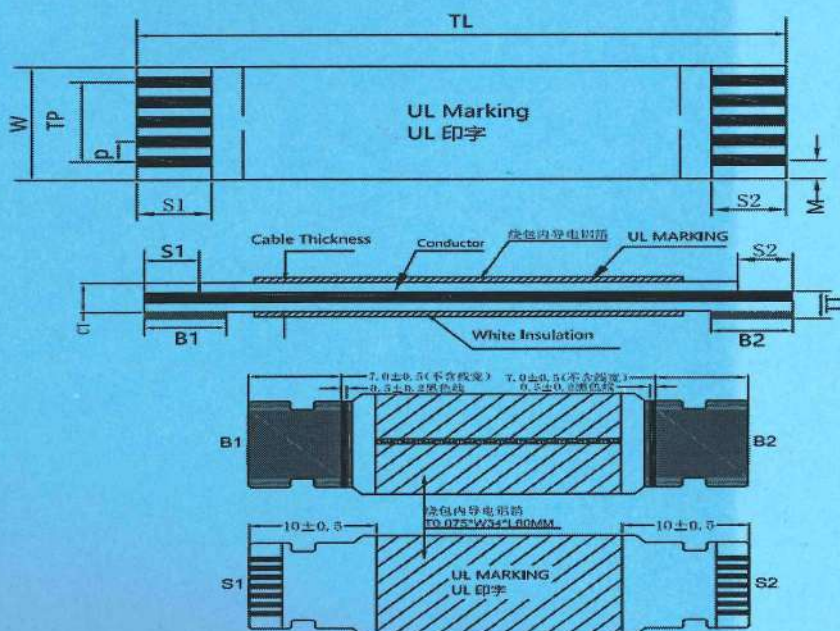 TL
W
TP
P
UL Marking
UL 印字
M
S1
S2
S1
Cable Thickness
Conductor
绕包内导电铝箔
UL MARKING
S2
CT
TT
B1
White Insulation
B2
7.0±0.5(不含线宽)
7.0±0.5(不含线宽)
0.5±0.2黑色线
0.5±0.2黑色线
B1
B2
绕包内导电铝箔
T0.075*W34*L60MM
10±0.5
10±0.5
S1
UL MARKING
UL 印字
S2